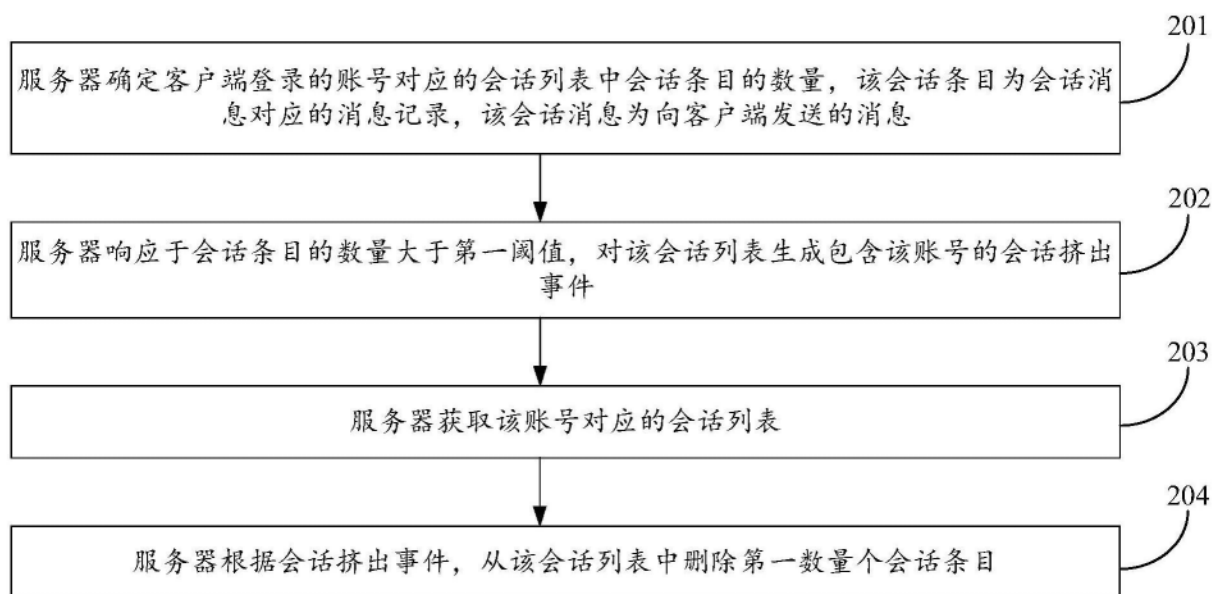 201
服务器确定客户端登录的账号对应的会话列表中会话条目的数量，该会话条目为会话消
息对应的消息记录，该会话消息为向客户端发送的消息
202
服务器响应于会话条目的数量大于第一阈值，对该会话列表生成包含该账号的会话挤出
事件
203
服务器获取该账号对应的会话列表
204
服务器根据会话挤出事件，从该会话列表中删除第一数量个会话条目